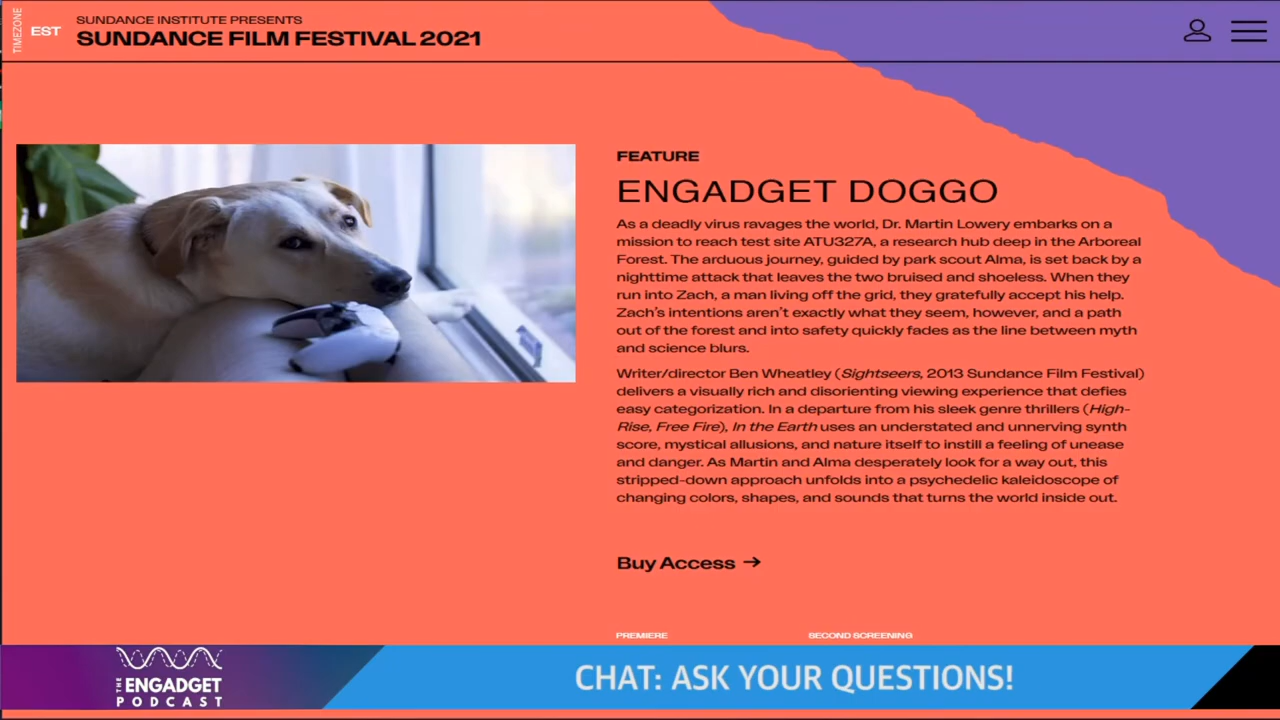 TIMEZONE
EST
SUNDANCE INSTITUTE PRESENTS
SUNDANCE FILM FESTIVAL 2021
FEATURE
ENGADGET DOGGO
As a deadly virus ravages the world, Dr. Martin Lowery embarks on a
mission to reach test site ATU327A, a research hub deep in the Arboreal
Forest. The arduous journey, guided by park scout Alma, is set back by a
nighttime attack that leaves the two bruised and shoeless. When they
run into Zach, a man living off the grid, they gratefully accept his help.
Zach’s intentions aren’t exactly what they seem, however, and a path
out of the forest and into safety quickly fades as the line between myth
and science blurs.
Writer/director Ben Wheatley (Sightseers, 2013 Sundance Film Festival)
delivers a visually rich and disorienting viewing experience that defies
easy categorization. In a departure from his sleek genre thrillers (High-
Rise, Free Fire), In the Earth uses an understated and unnerving synth
score, mystical allusions, and nature itself to instill a feeling of unease
and danger. As Martin and Alma desperately look for a way out, this
stripped-down approach unfolds into a psychedelic kaleidoscope of
changing colors, shapes, and sounds that turns the world inside out.
Buy Access →
PREMIERE
SECOND SCREENING
THE ENGADGET
PODCAST
CHAT: ASK YOUR QUESTIONS!